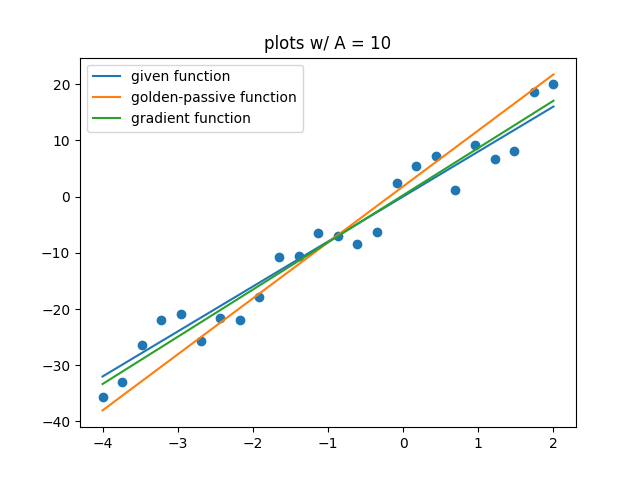 plots w/ A = 10
given function
golden-passive function
gradient function
20
10
0
−10
−20
−30
−40
−4 −3 −2 −1 0 1 2